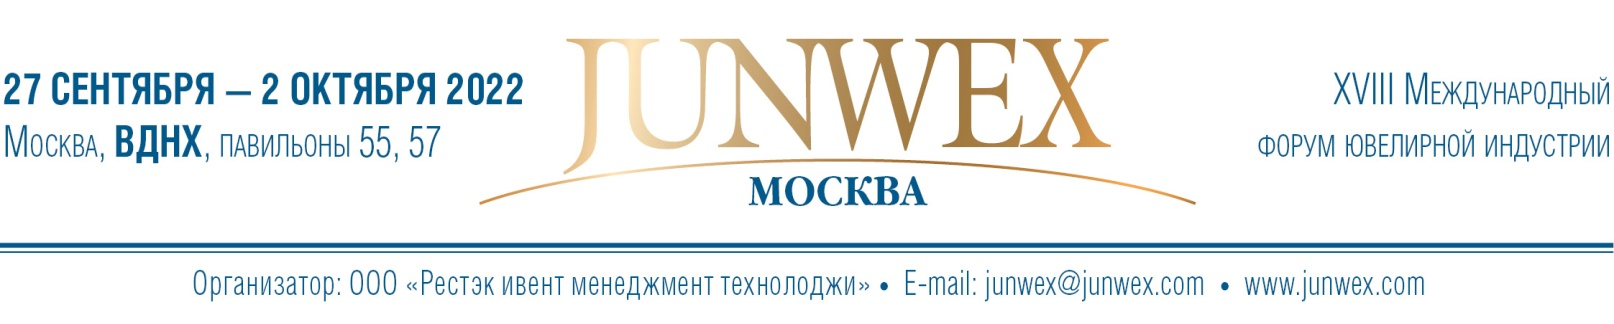 27 СЕНТЯБРЯ — 2 ОКТЯБРЯ 2022
Москва, ВДНХ, павильоны 55, 57
JUNWEX
МОСКВА
XVIII Международный
форум ювелирной индустрии
Организатор: ООО «Рестэк ивент менеджмент технолоджи» • E-mail: junwex@junwex.com • www.junwex.com